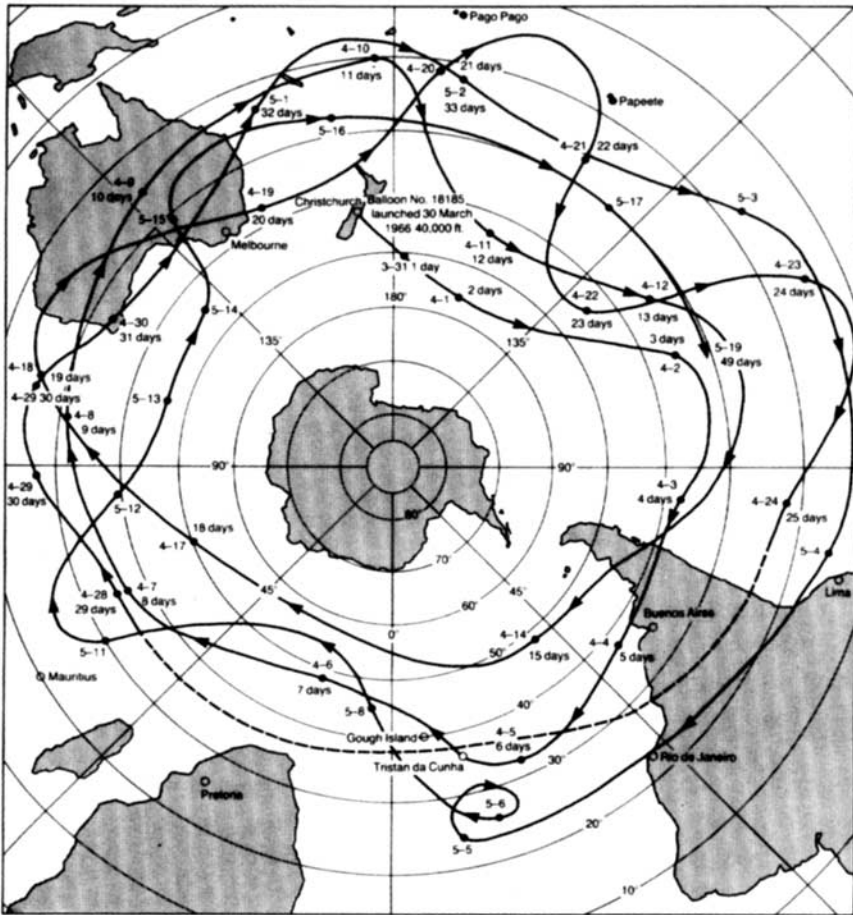 Pago Pago
4–10
11 days
4–20
21 days
5–2
33 days
5–1
32 days
Papeete
5–16
4–21
22 days
4–9
10 days
4–19
20 days
5–15
Melbourne
Christchurch
Balloon No. 18185
launched 30 March
1966 40,000 ft.
5–17
5–3
4–11
12 days
3–31 1 day
4–1
2 days
4–12
13 days
4–23
24 days
4–22
23 days
180°
5–14
4–30
31 days
135°
135°
3 days
4–2
5–19
49 days
4–18
19 days
4–29 30 days
5–13
4–8
9 days
90°
90°
4–3
4 days
4–29
30 days
5–12
80°
4–24
25 days
18 days
4–17
5–4
70°
Lima
4–28
29 days
4–7
8 days
45°
60°
45°
0°
50°
4–14
15 days
Buenos Aires
4–4
5 days
5–11
Mauritius
4–6
7 days
40°
5–8
Gough Island
4–5
6 days
30°
Tristan da Cunha
Rio de Janeiro
Pretoria
5–6
5–5
20°
10°